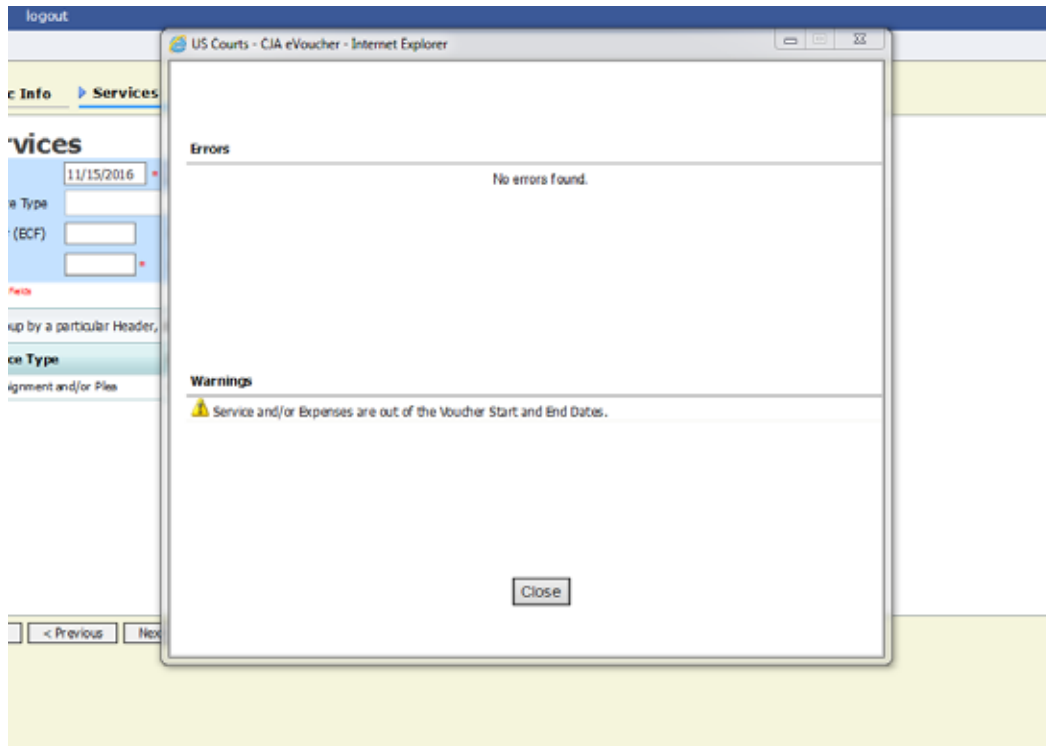 logout
US Courts - CJA eVoucher - Internet Explorer
c Info
Services
rvices
11/15/2016 *
e Type
(ECF)
*
fields
up by a particular Header,
ce Type
ignment and/or Plea
Errors
No errors found.
Warnings
Service and/or Expenses are out of the Voucher Start and End Dates.
Close
< Previous
Nex